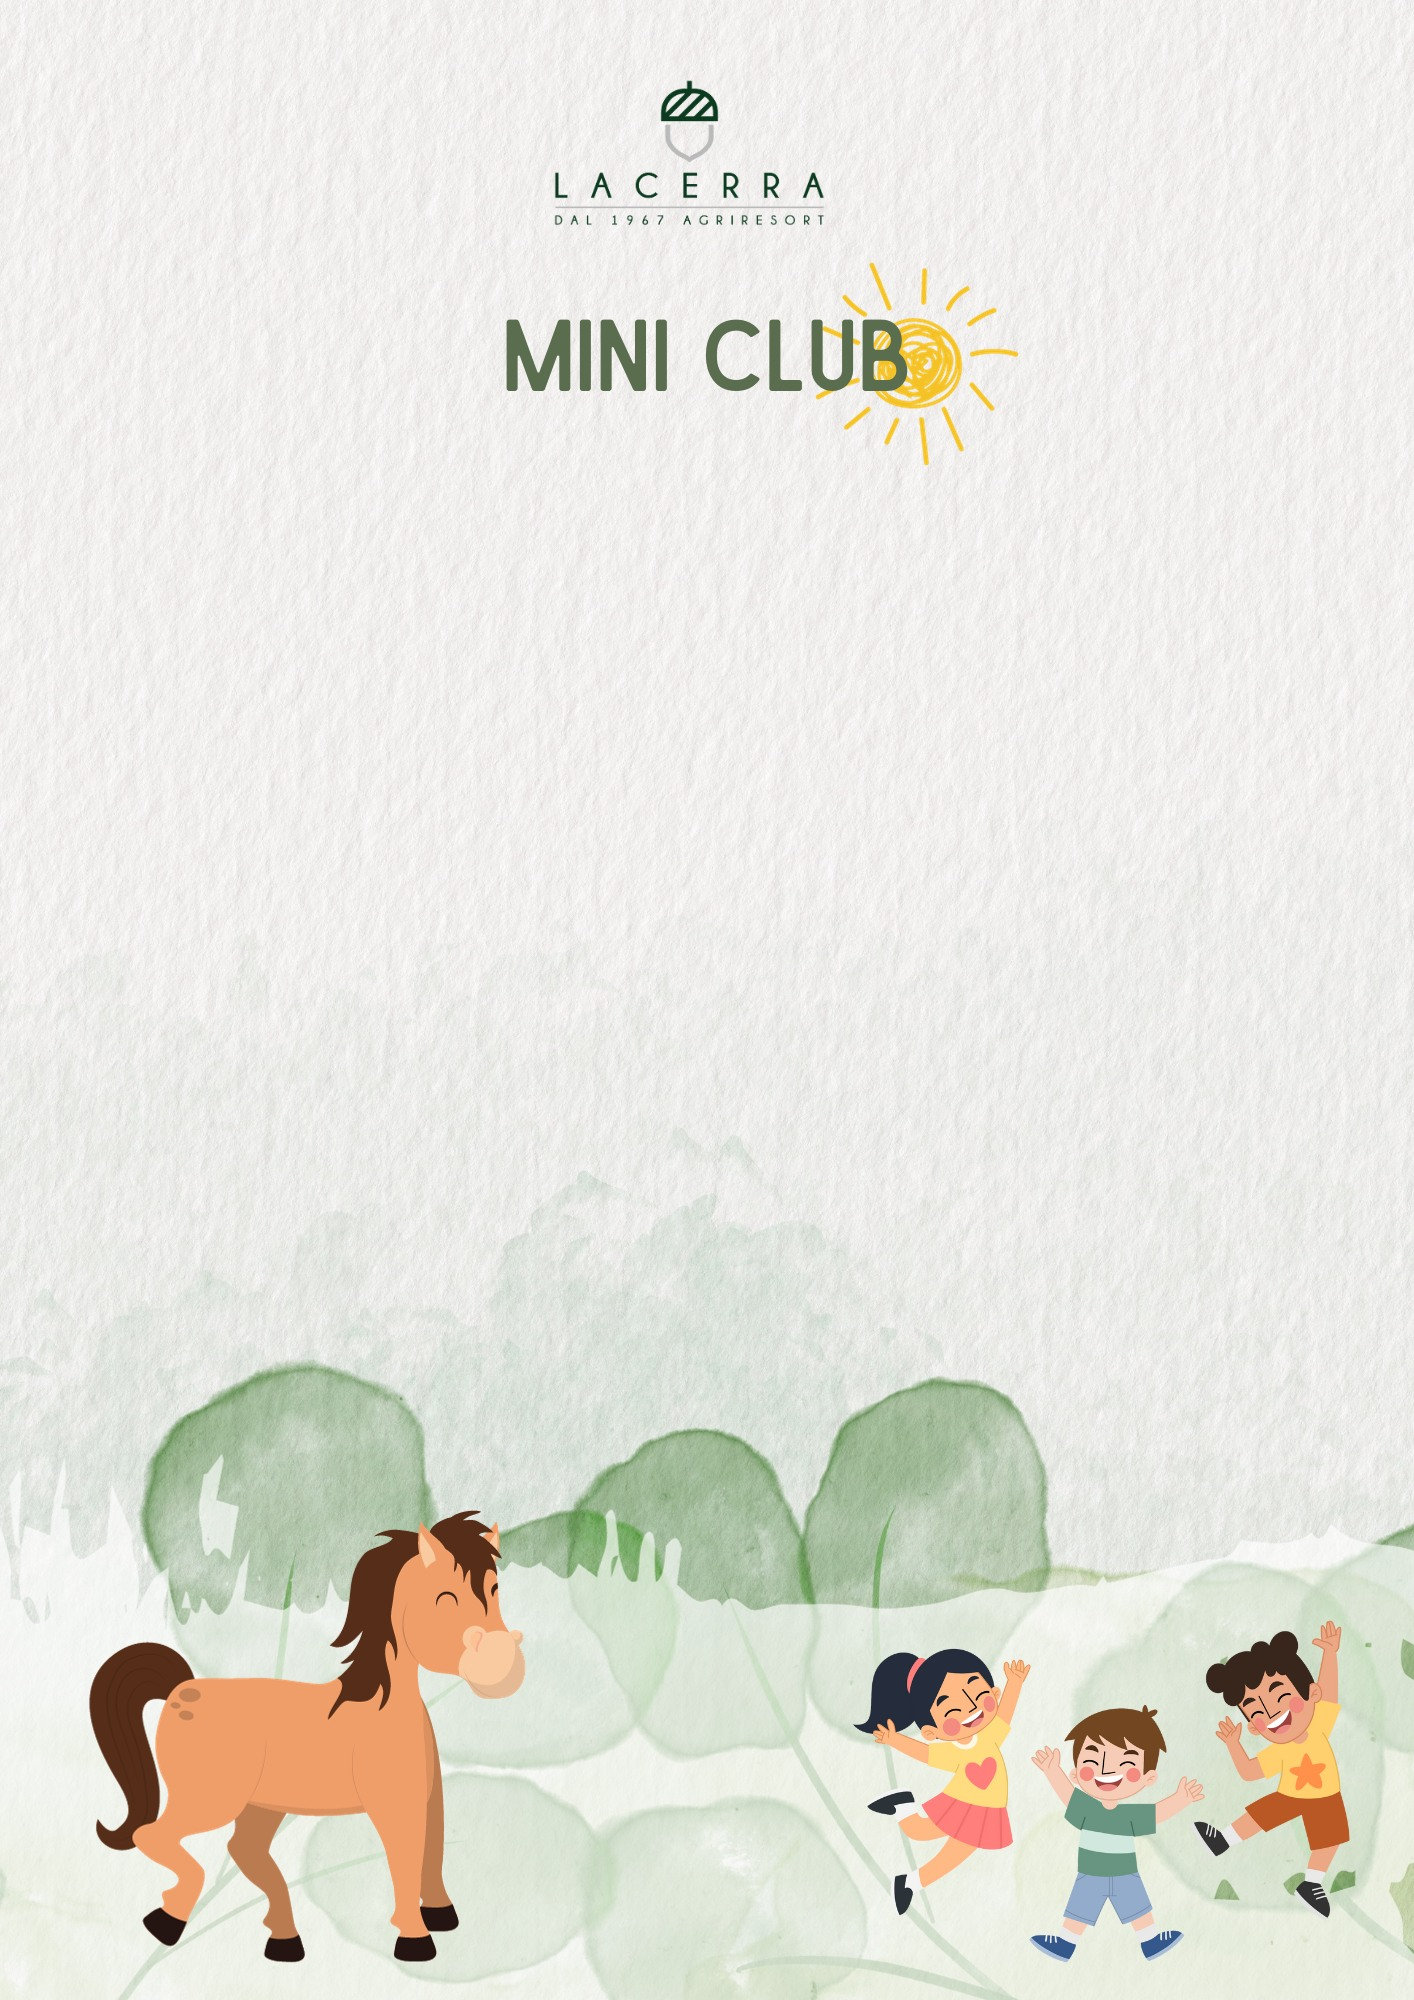 LACERRA
DAL 1967 AGRIRESORT
MINI CLUB